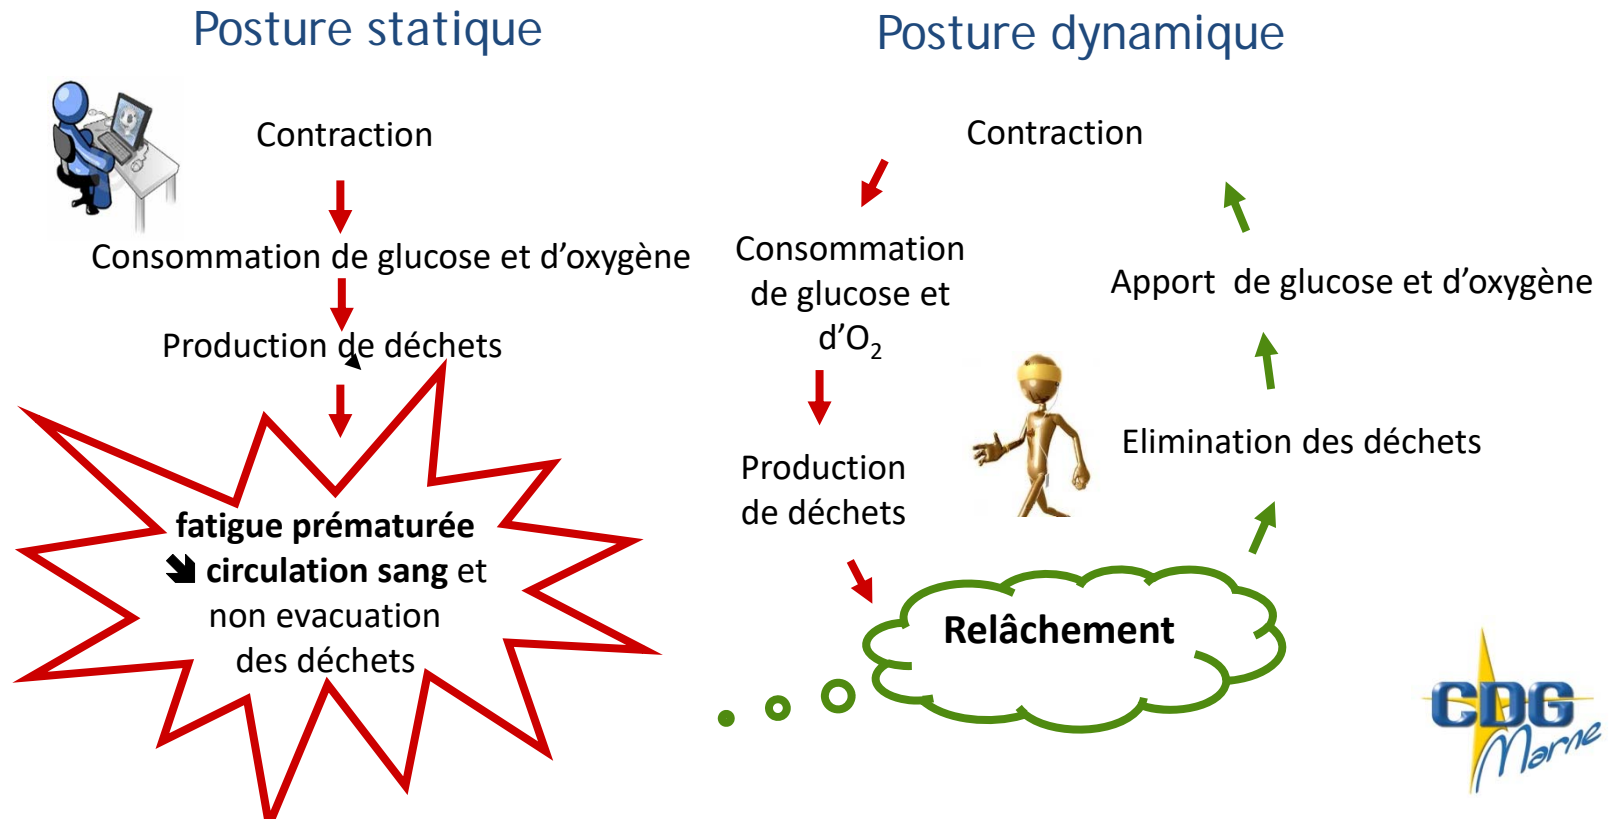 Posture statique
Contraction
Consommation de glucose et d'oxygène
Production de déchets
fatigue prématurée
➘ circulation sang et
non evacuation
des déchets
Posture dynamique
Contraction
Consommation
de glucose et
d'O₂
Production
de déchets
Relâchement
Elimination des déchets
Apport de glucose et d'oxygène
CDG
Marne